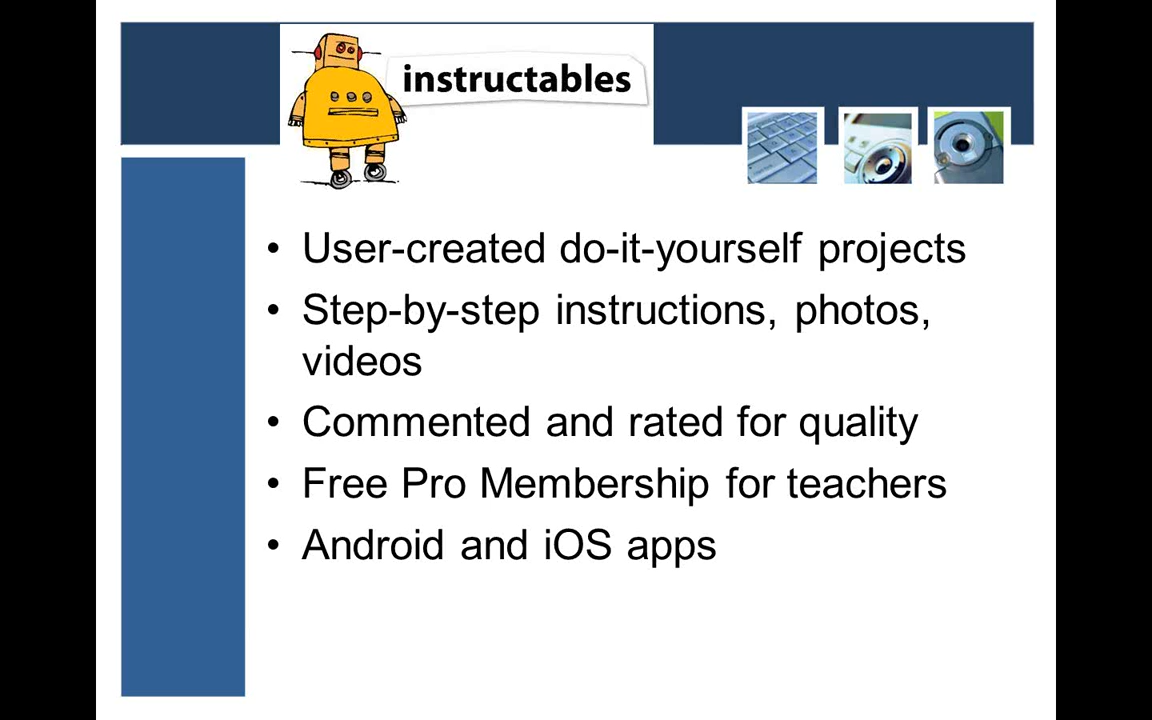 instructables
• User-created do-it-yourself projects
• Step-by-step instructions, photos,
videos
• Commented and rated for quality
• Free Pro Membership for teachers
• Android and iOS apps